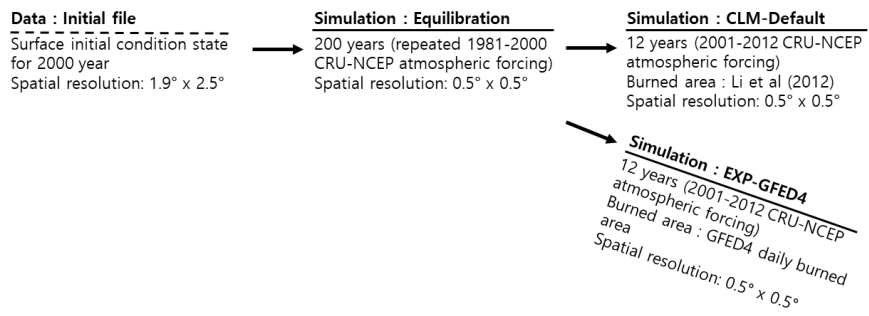 Data : Initial file
Surface initial condition state
for 2000 year
Spatial resolution: 1.9° x 2.5°
Simulation : Equilibration
200 years (repeated 1981-2000
CRU-NCEP atmospheric forcing)
Spatial resolution: 0.5° x 0.5°
Simulation : CLM-Default
12 years (2001-2012 CRU-NCEP
atmospheric forcing)
Burned area : Li et al (2012)
Spatial resolution: 0.5° x 0.5°
Simulation : EXP-GFED4
12 years (2001-2012 CRU-NCEP
atmospheric forcing)
Burned area : GFED4 daily burned
area
Spatial resolution: 0.5° x 0.5°